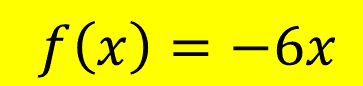 f(x) = −6x